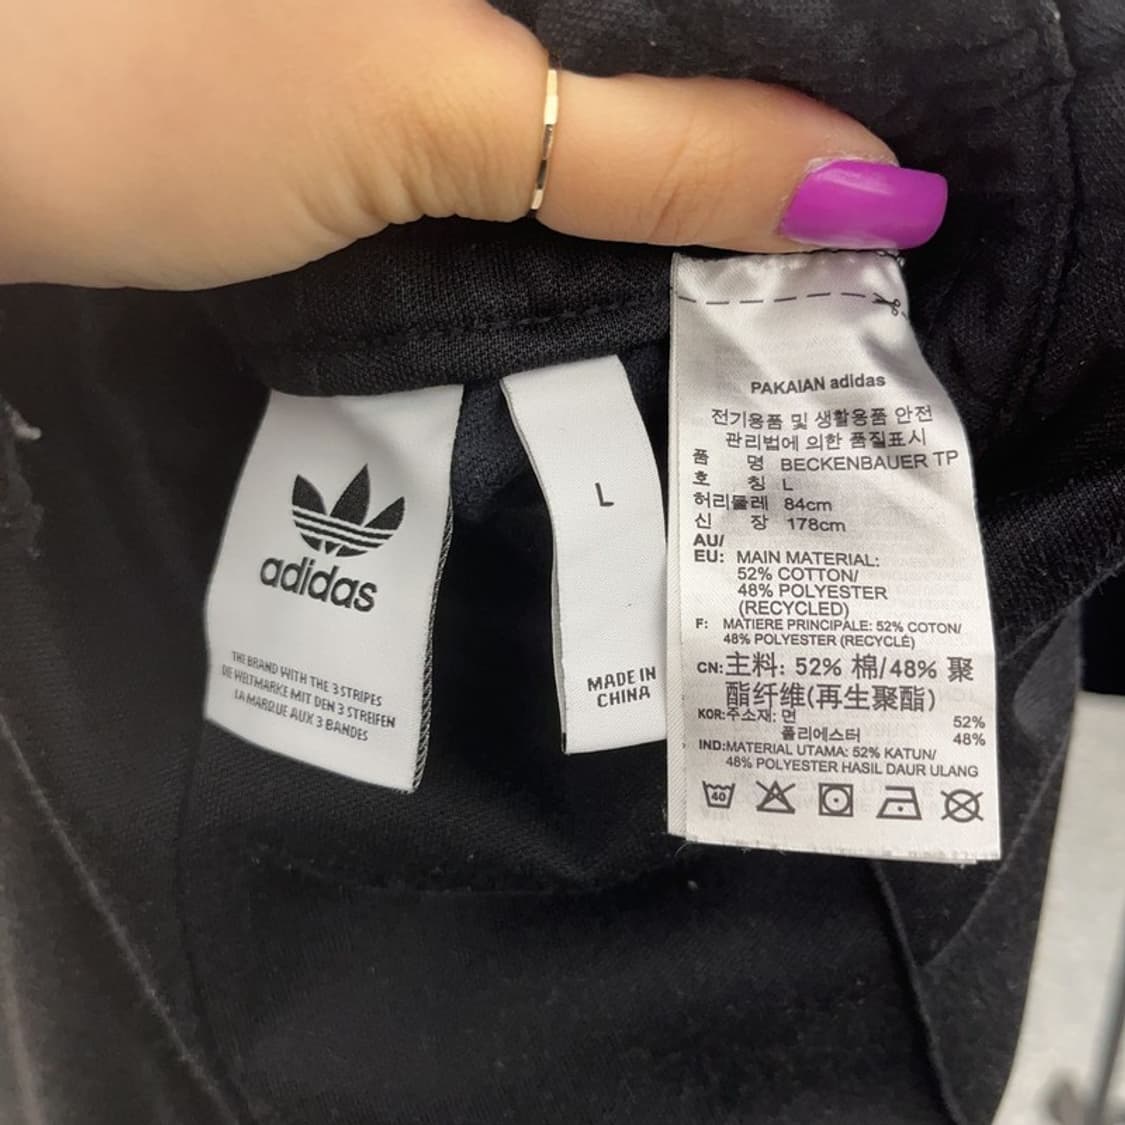 adidas
THE BRAND WITH THE 3 STRIPES
DIE WELTMARKE MIT DEN 3 STREIFEN
LA MARQUE AUX 3 BANDES
L
MADE IN
CHINA
PAKAIAN adidas
전기용품 및 생활용품 안전
관리법에 의한 품질표시
품 명 BECKENBAUER TP
호 칭 L
허리둘레 84cm
신 장 178cm
AU/
EU: MAIN MATERIAL:
52% COTTON/
48% POLYESTER
(RECYCLED)
F: MATIERE PRINCIPALE: 52% COTON/
48% POLYESTER (RECYCLÉ)
CN:主料: 52% 棉/48% 聚
酯纤维(再生聚酯)
KOR:주소재: 면 52%
폴리에스터 48%
IND:MATERIAL UTAMA: 52% KATUN/
48% POLYESTER HASIL DAUR ULANG
40